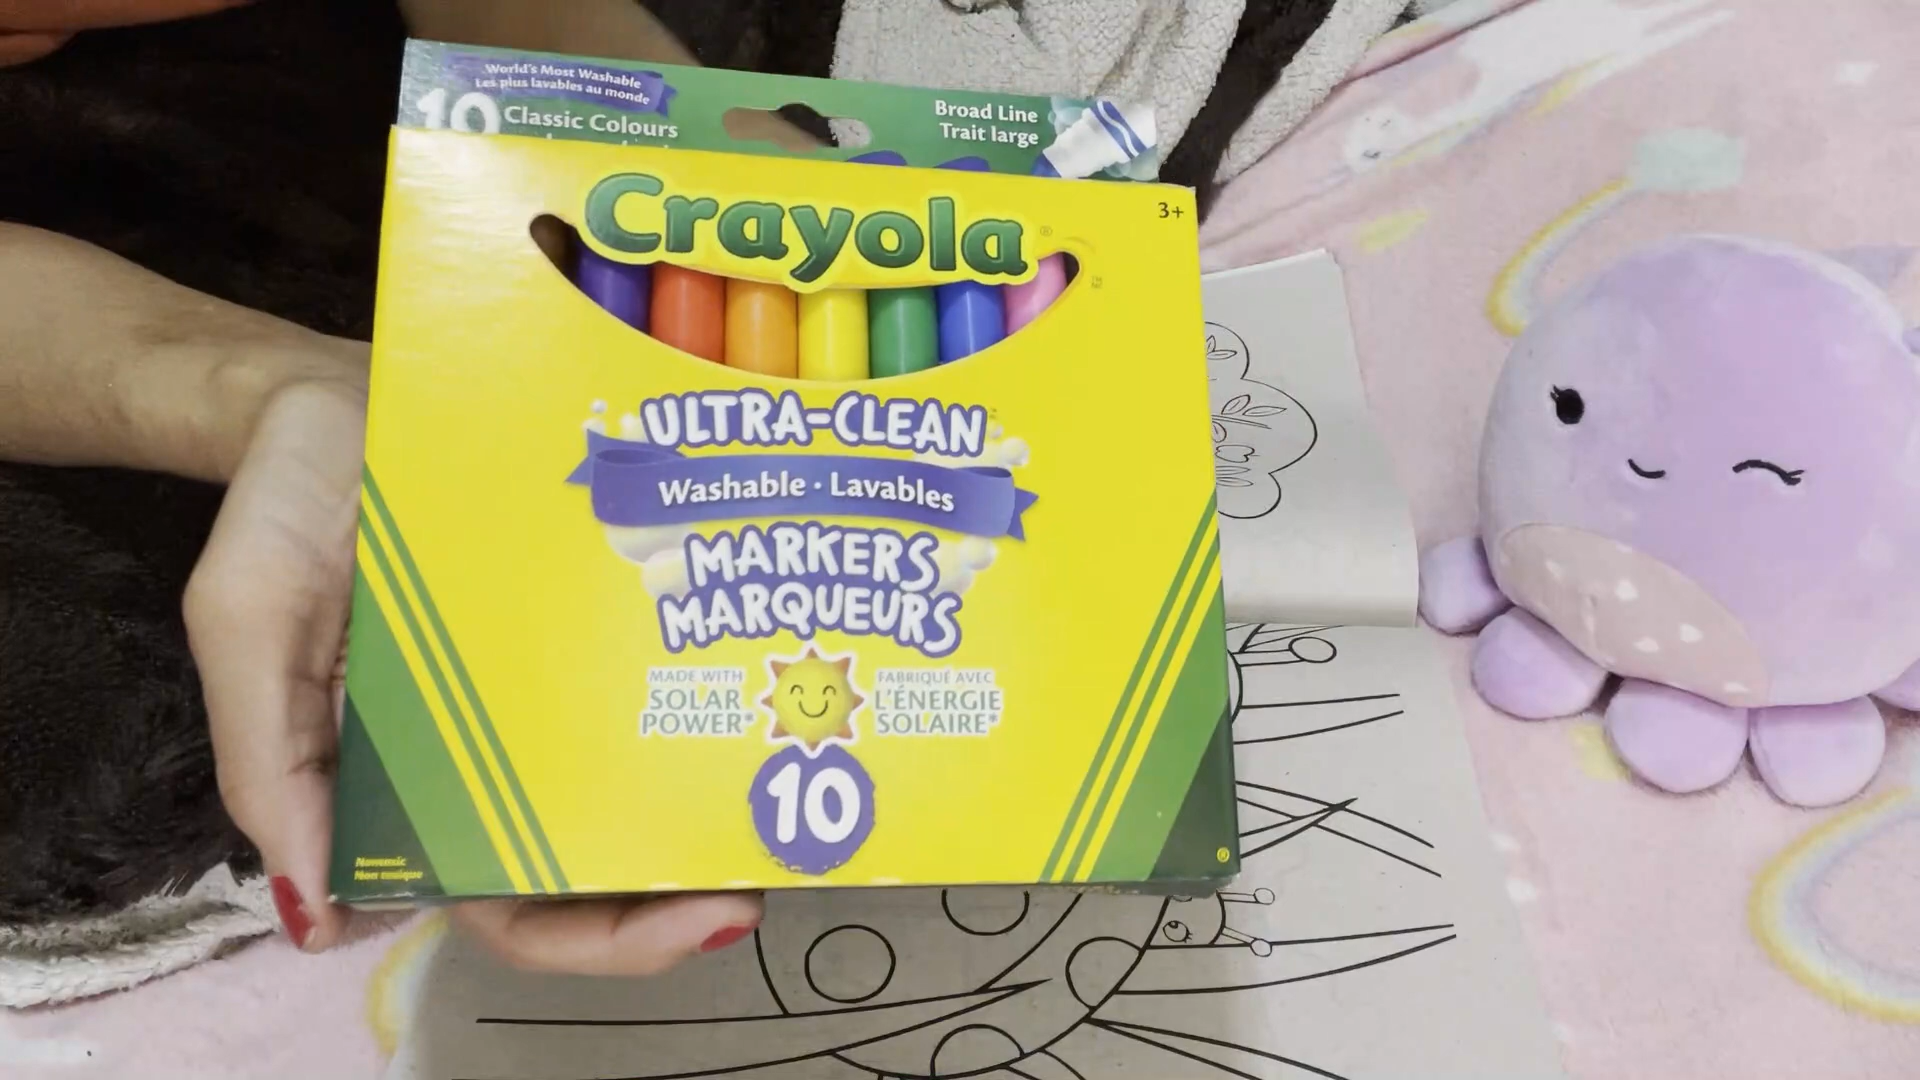 World's Most Washable
Les plus lavables au monde
10 Classic Colours
Broad Line
Trait large
Crayola®
3+
ULTRA-CLEAN
Washable • Lavables
MARKERS
MARQUEURS
MADE WITH
SOLAR
POWER*
FABRIQUÉ AVEC
L'ÉNERGIE
SOLAIRE*
10
Nontoxic
Non toxique